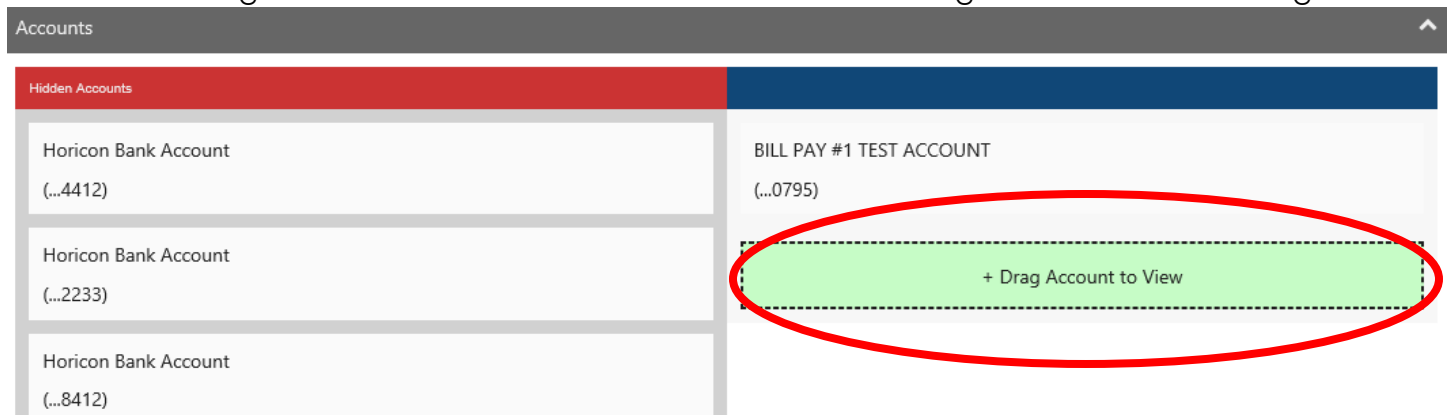 Accounts
Hidden Accounts
Horicon Bank Account
(...4412)
Horicon Bank Account
(...2233)
Horicon Bank Account
(...8412)
BILL PAY #1 TEST ACCOUNT
(...0795)
+ Drag Account to View